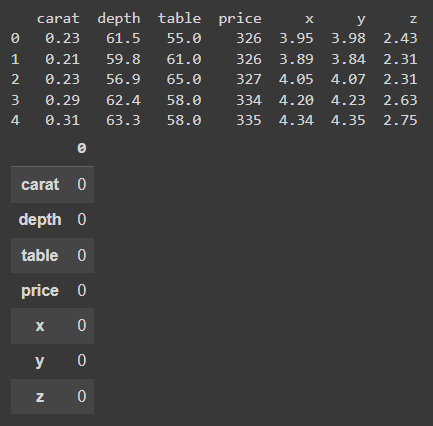 carat depth table price x y z
0 0.23 61.5 55.0 326 3.95 3.98 2.43
1 0.21 59.8 61.0 326 3.89 3.84 2.31
2 0.23 56.9 65.0 327 4.05 4.07 2.31
3 0.29 62.4 58.0 334 4.20 4.23 2.63
4 0.31 63.3 58.0 335 4.34 4.35 2.75
0
carat 0
depth 0
table 0
price 0
x 0
y 0
z 0